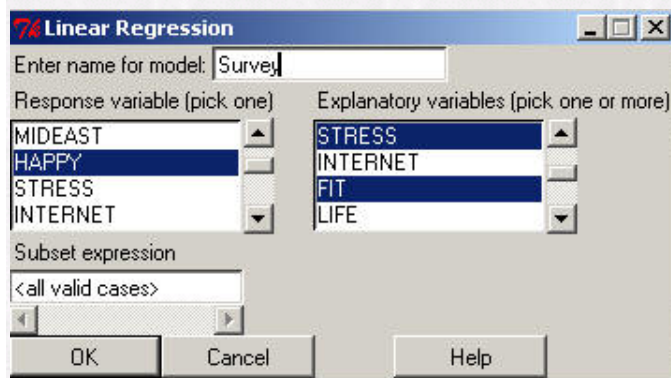 Linear Regression
Enter name for model: Survey
Response variable (pick one)
MIDEAST
HAPPY
STRESS
INTERNET
Explanatory variables (pick one or more)
STRESS
INTERNET
FIT
LIFE
Subset expression
<all valid cases>
OK Cancel Help